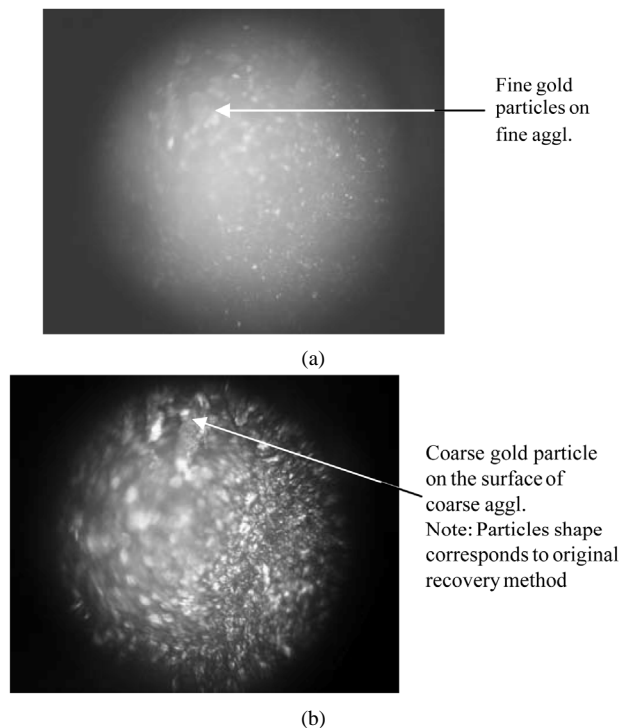 Fine gold
particles on
fine aggl.
(a)
Coarse gold particle
on the surface of
coarse aggl.
Note: Particles shape
corresponds to original
recovery method
(b)